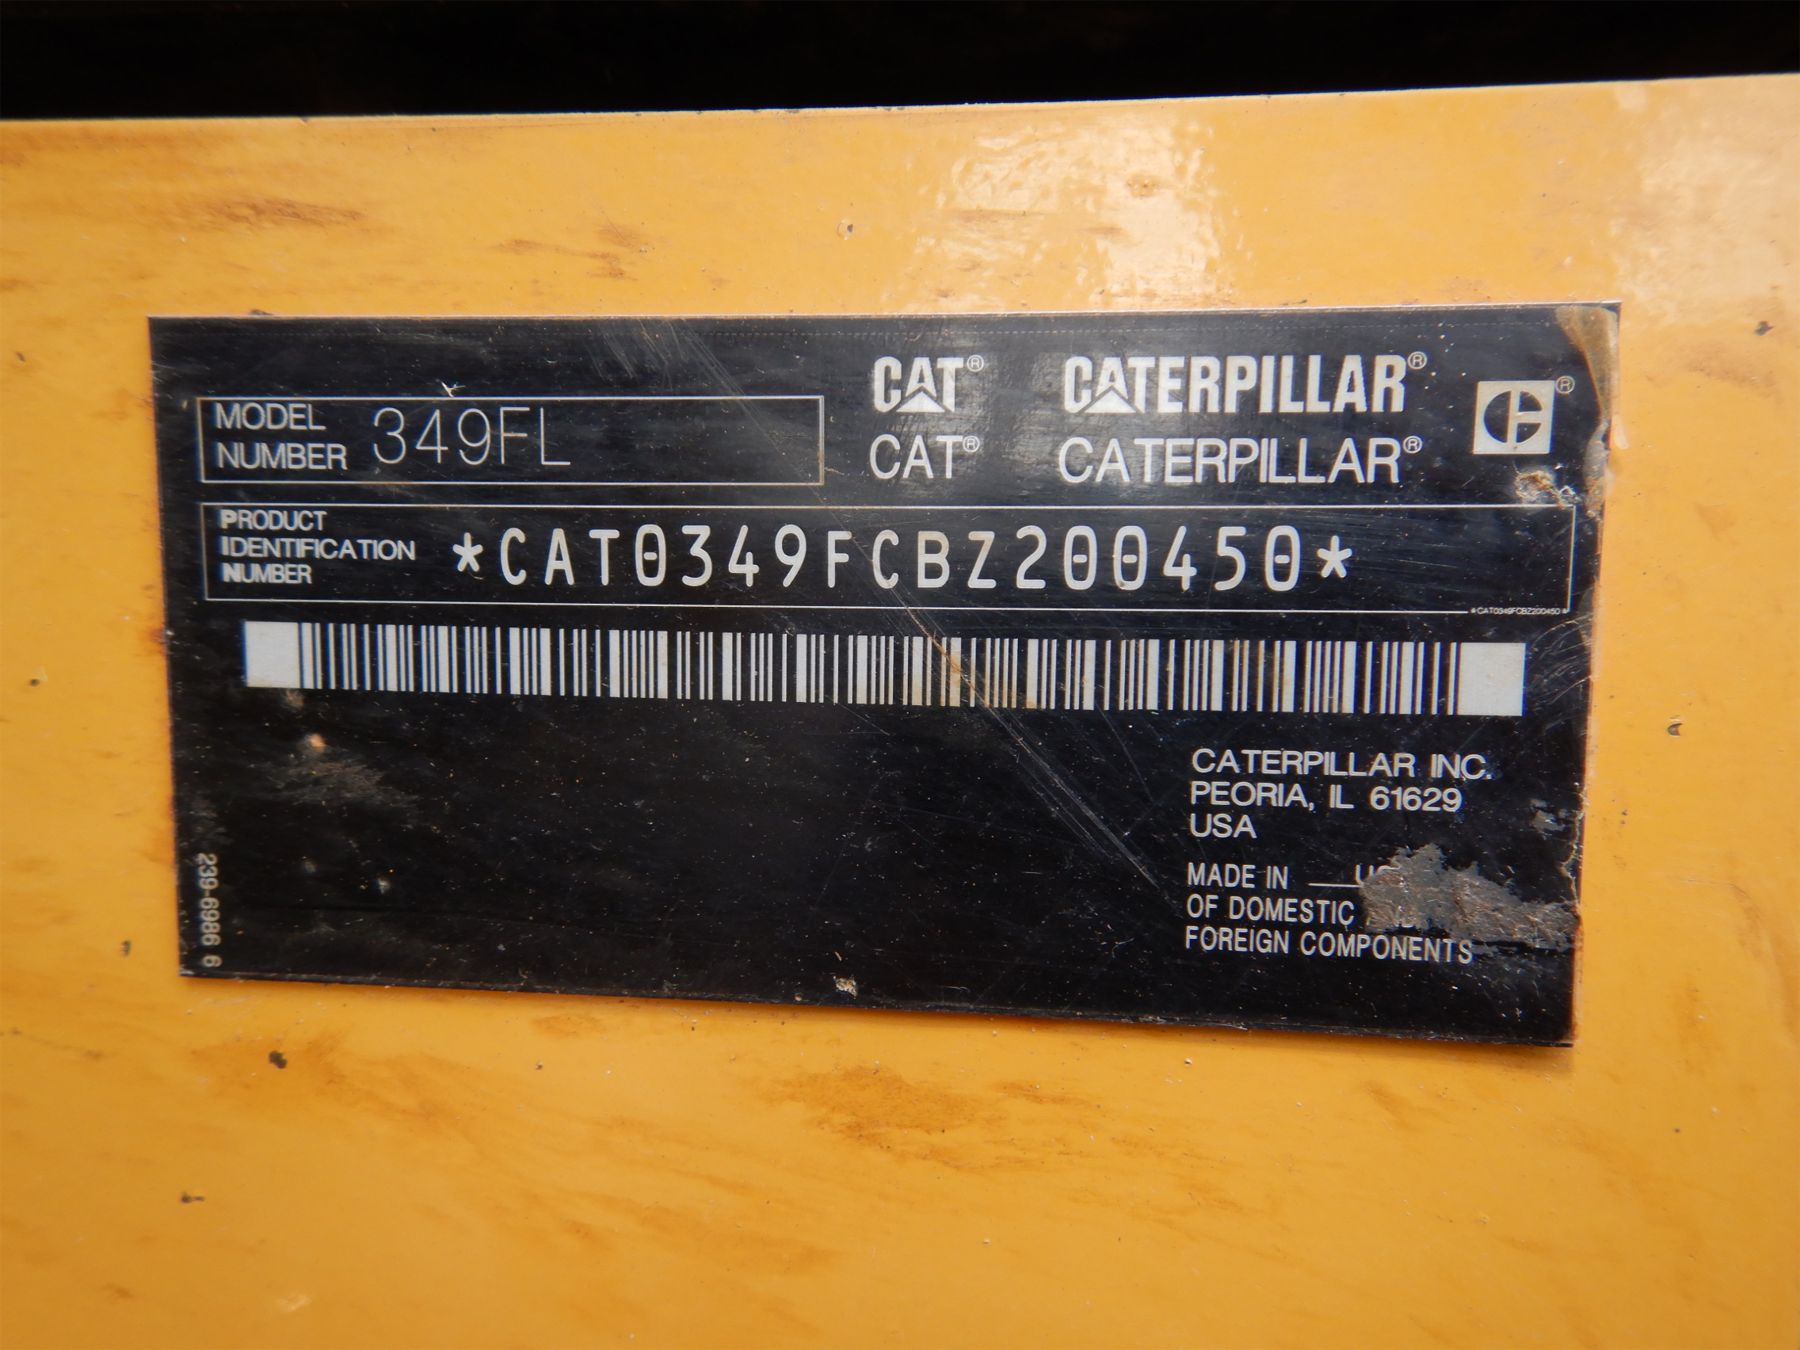 CAT® CATERPILLAR®
MODEL NUMBER 349FL
CAT® CATERPILLAR®
PRODUCT
IDENTIFICATION
NUMBER
*CAT0349FCBZ200450*
*CAT0349FCBZ200450*
CATERPILLAR INC.
PEORIA, IL 61629
USA
MADE IN
OF DOMESTIC
FOREIGN COMPONENTS
239-6986 6